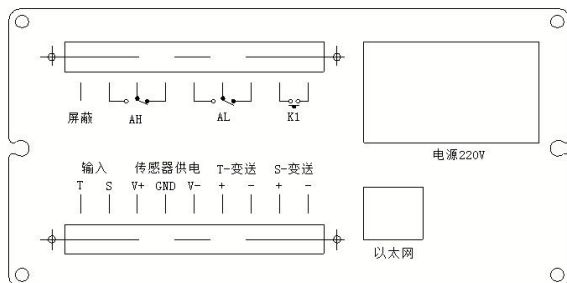 屏蔽 AH AL K1
电源220V
输入 传感器供电 T-变送 S-变送
T S V+ GND V- + - + -
以太网